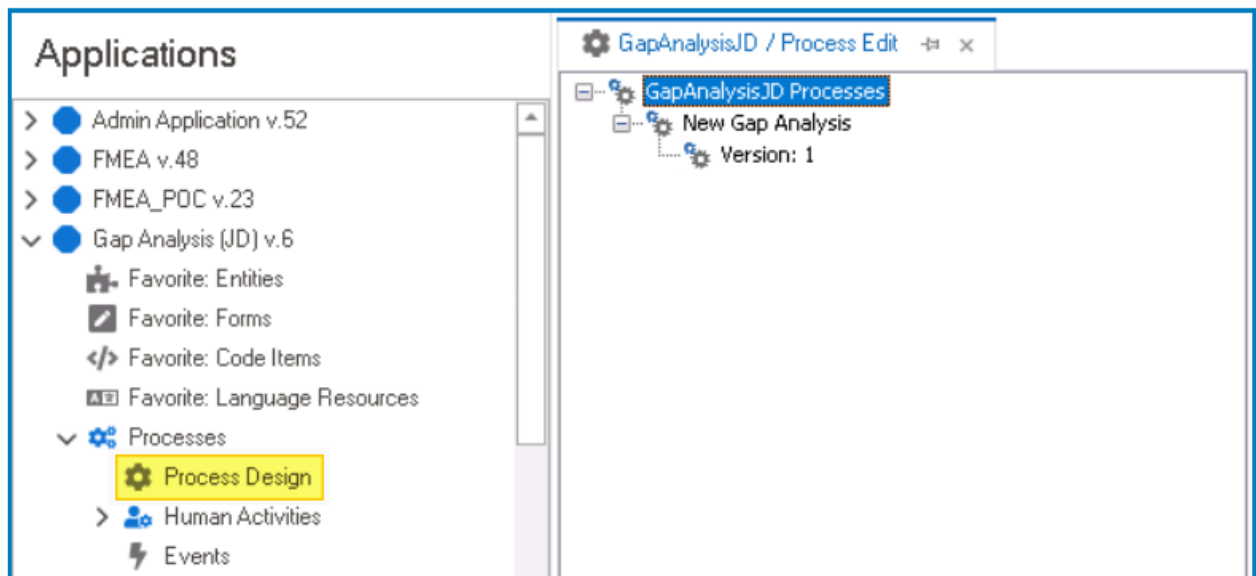 Applications
Admin Application v.52
FMEA v.48
FMEA_POC v.23
Gap Analysis (JD) v.6
Favorite: Entities
Favorite: Forms
Favorite: Code Items
Favorite: Language Resources
Processes
Process Design
Human Activities
Events
GapAnalysisJD / Process Edit
GapAnalysisJD Processes
New Gap Analysis
Version: 1